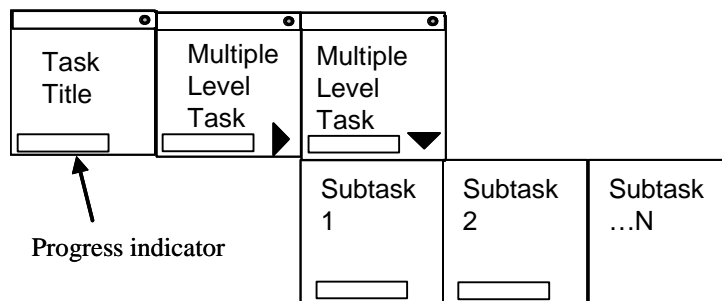 Task
Title
Multiple
Level
Task
Multiple
Level
Task
Subtask
1
Subtask
2
Subtask
…N
Progress indicator